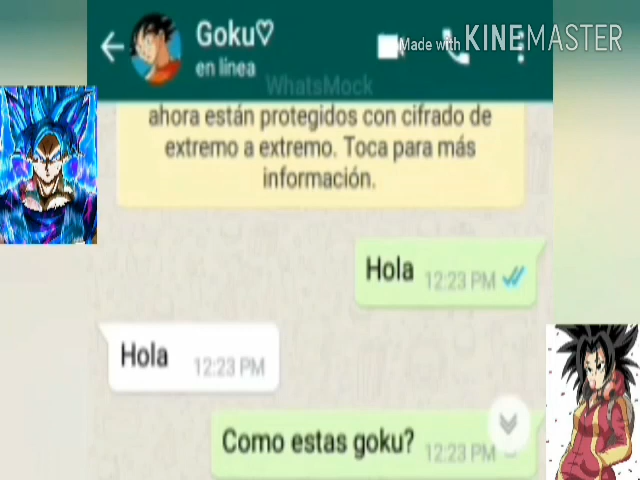 Goku♡
Made with KINEMASTER
en línea
WhatsMock
ahora están protegidos con cifrado de
extremo a extremo. Toca para más
información.
Hola 12:23 PM
Hola 12:23 PM
Como estas goku? 12:23 PM